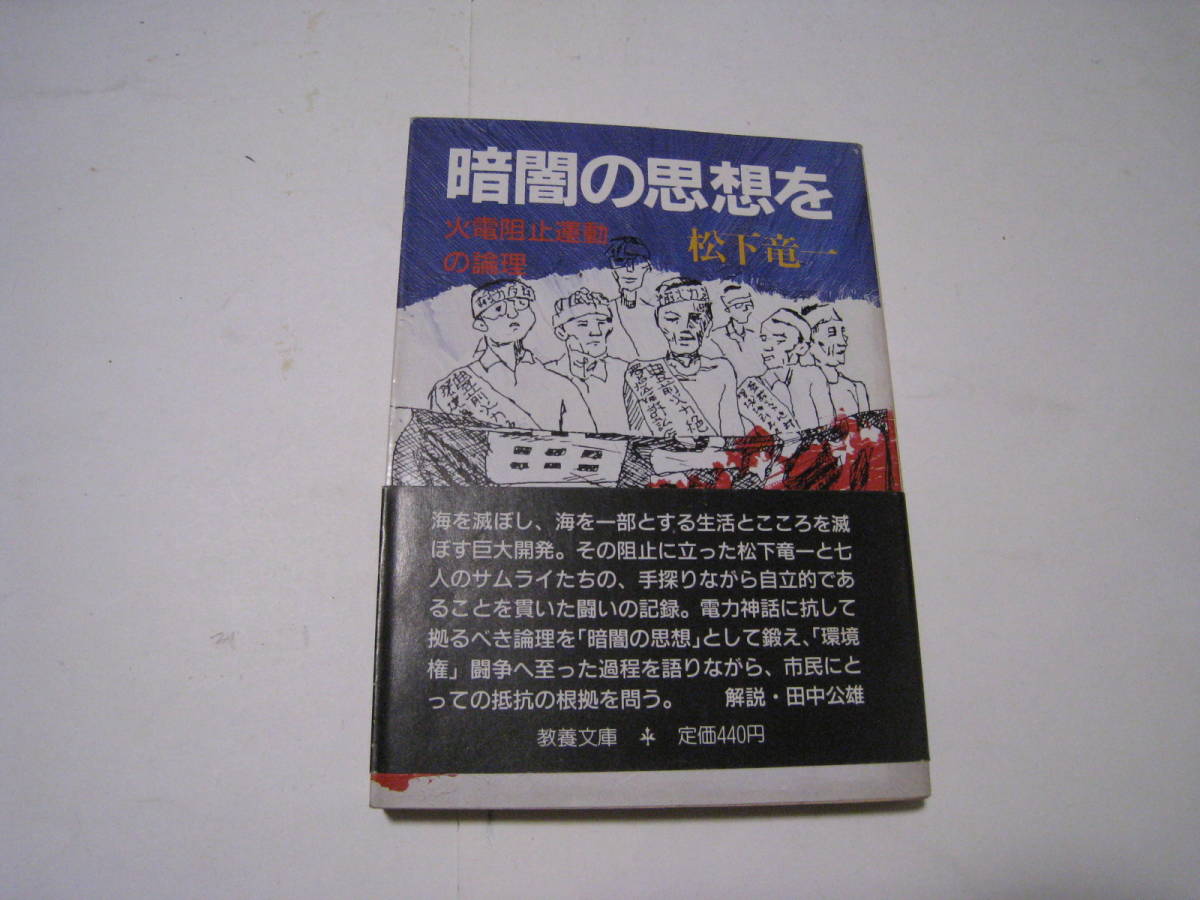 暗闇の思想を
火電阻止運動
の論理
松下竜一
海を滅ぼし、海を一部とする生活とこころを滅
ぼす巨大開発。その阻止に立った松下竜一と七
人のサムライたちの、手探りながら自立的であ
ることを貫いた闘いの記録。電力神話に抗して
拠るべき論理を「暗闇の思想」として鍛え、「環境
権」闘争へ至った過程を語りながら、市民にと
っての抵抗の根拠を問う。 解説・田中公雄
教養文庫 定価440円